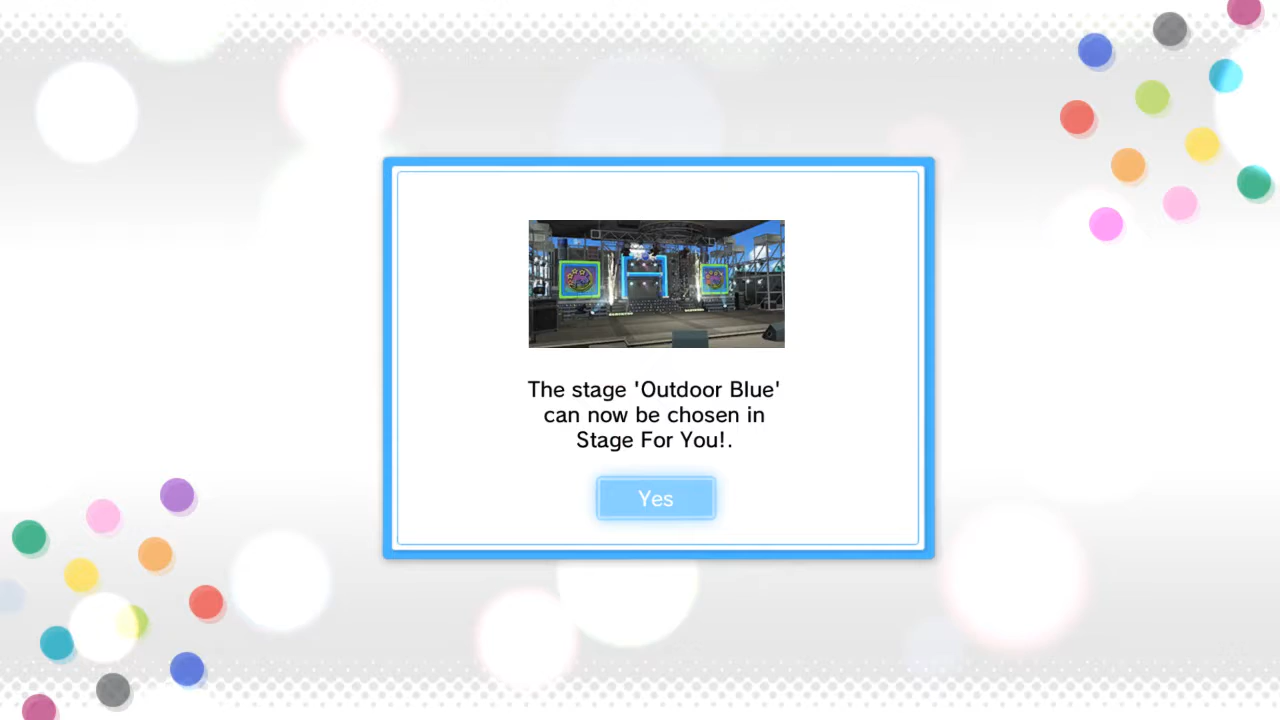 The stage 'Outdoor Blue'
can now be chosen in
Stage For You!.
Yes